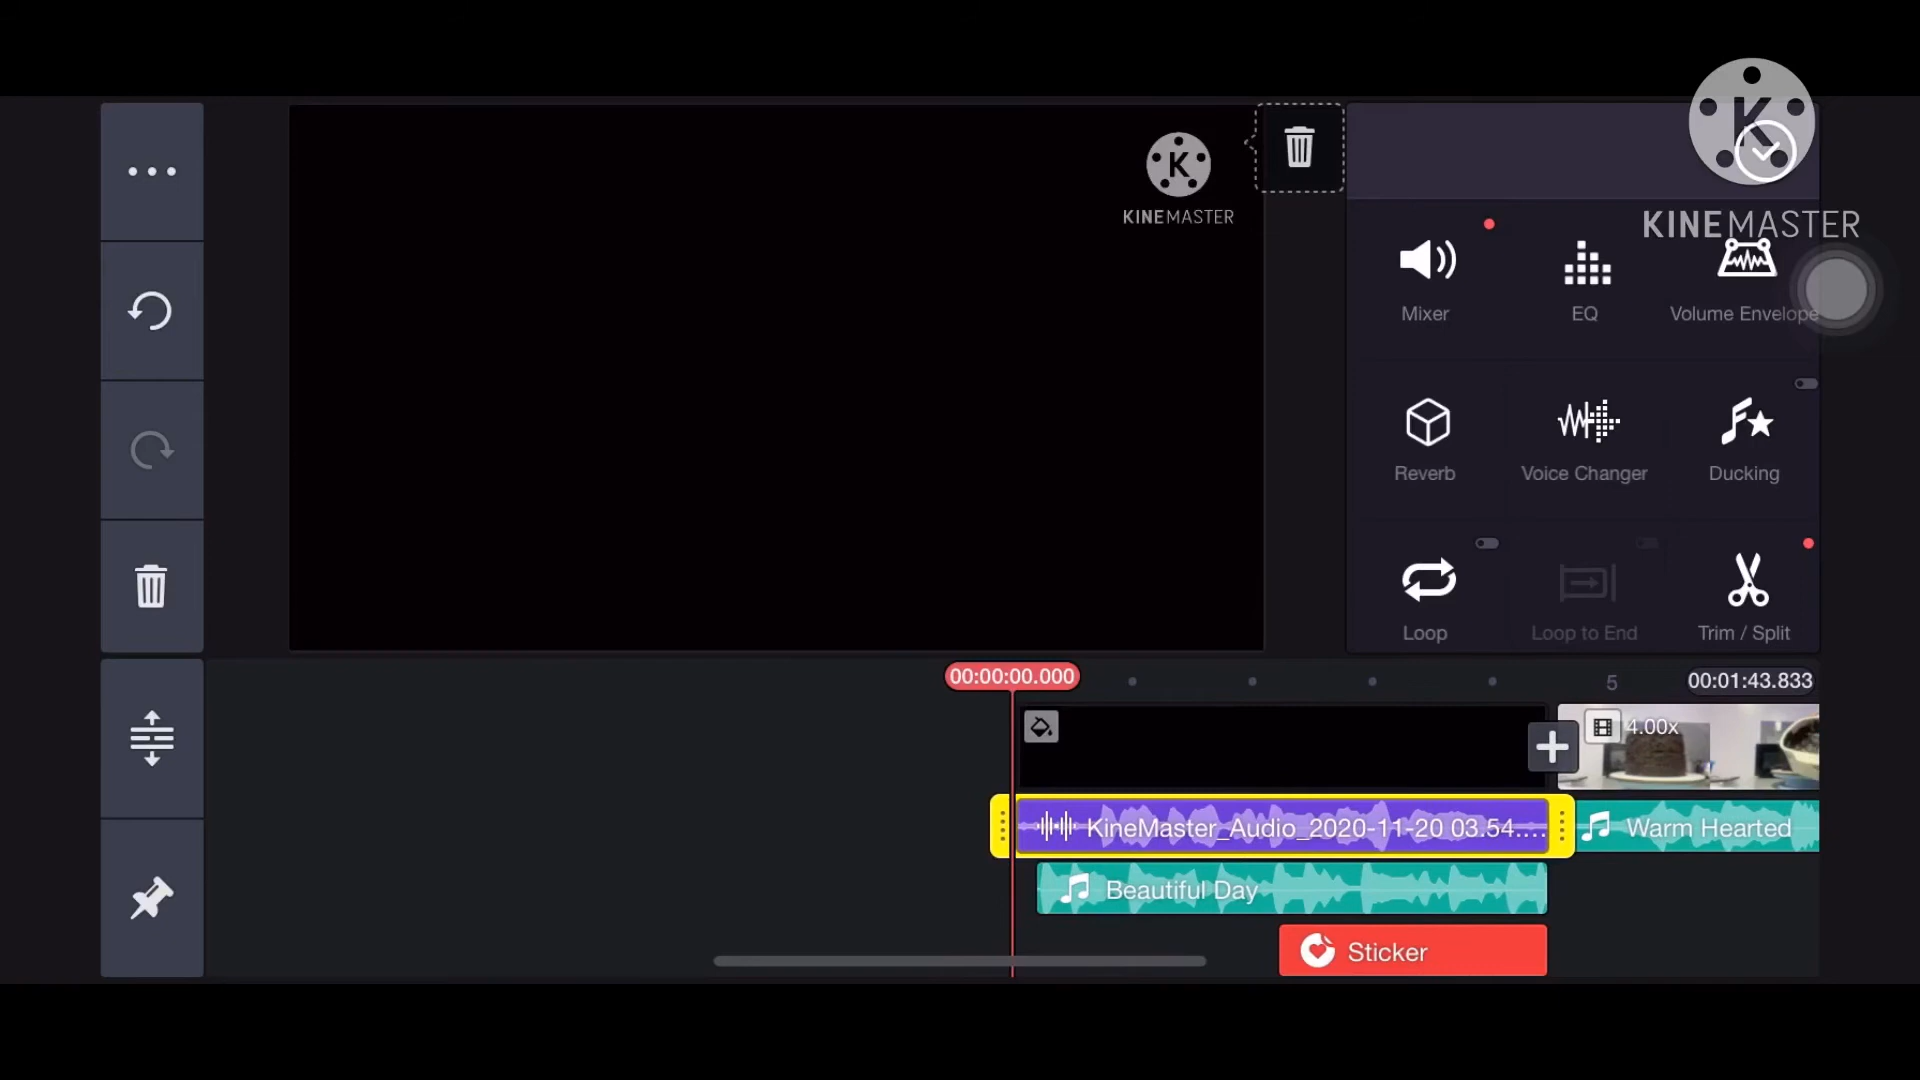 KINEMASTER
KINEMASTER
Mixer
EQ
Volume Envelope
Reverb
Voice Changer
Ducking
Loop
Loop to End
Trim / Split
00:00:00.000
5
00:01:43.833
4.00x
KineMaster_Audio_2020-11-20 03.54....
Warm Hearted
Beautiful Day
Sticker